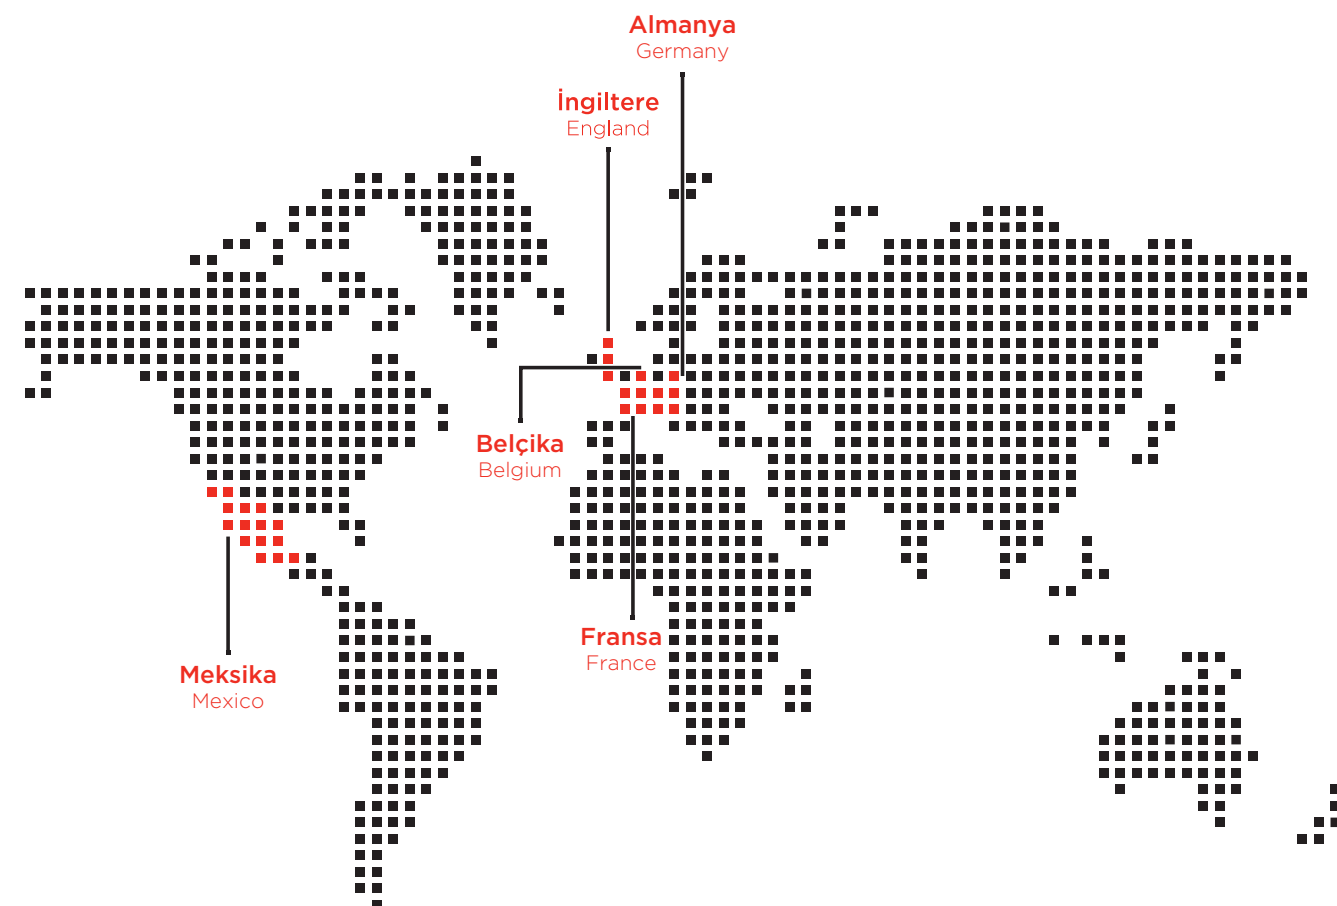 Almanya
Germany
İngiltere
England
Belçika
Belgium
Fransa
France
Meksika
Mexico